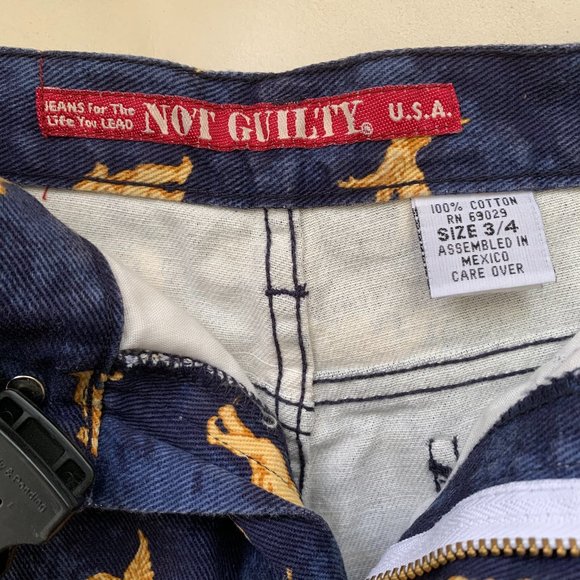 JEANS For The
Life You LEAD
NOT GUILTY®
U.S.A.
100% COTTON
RN 69029
SIZE 3/4
ASSEMBLED IN
MEXICO
CARE OVER